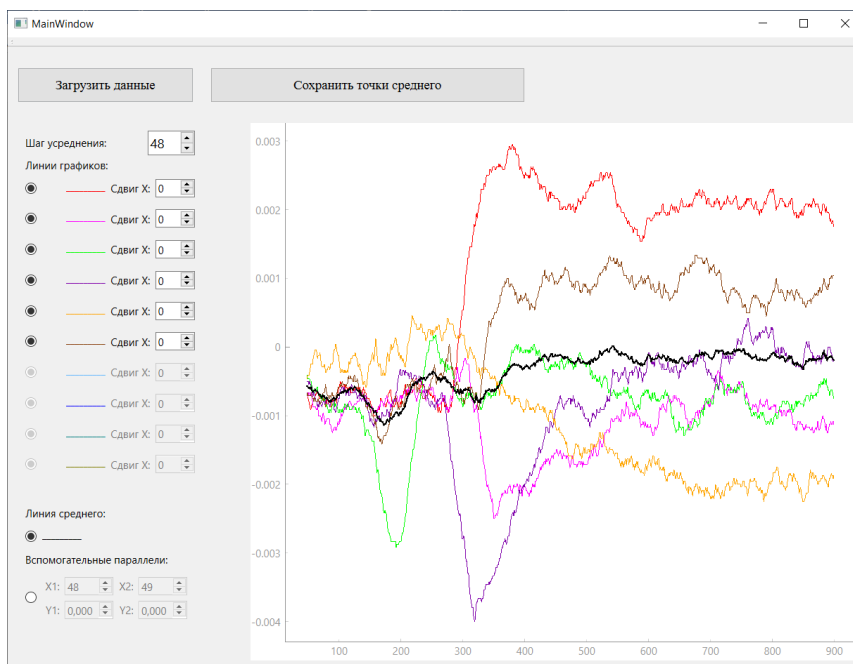 MainWindow
Загрузить данные
Сохранить точки среднего
Шаг усреднения: 48
Линии графиков:
Сдвиг X: 0
Сдвиг X: 0
Сдвиг X: 0
Сдвиг X: 0
Сдвиг X: 0
Сдвиг X: 0
Сдвиг X: 0
Сдвиг X: 0
Сдвиг X: 0
Сдвиг X: 0
Линия среднего:
Вспомогательные параллели:
X1: 48 X2: 49
Y1: 0,000 Y2: 0,000
0.003
0.002
0.001
0
-0.001
-0.002
-0.003
-0.004
100 200 300 400 500 600 700 800 900